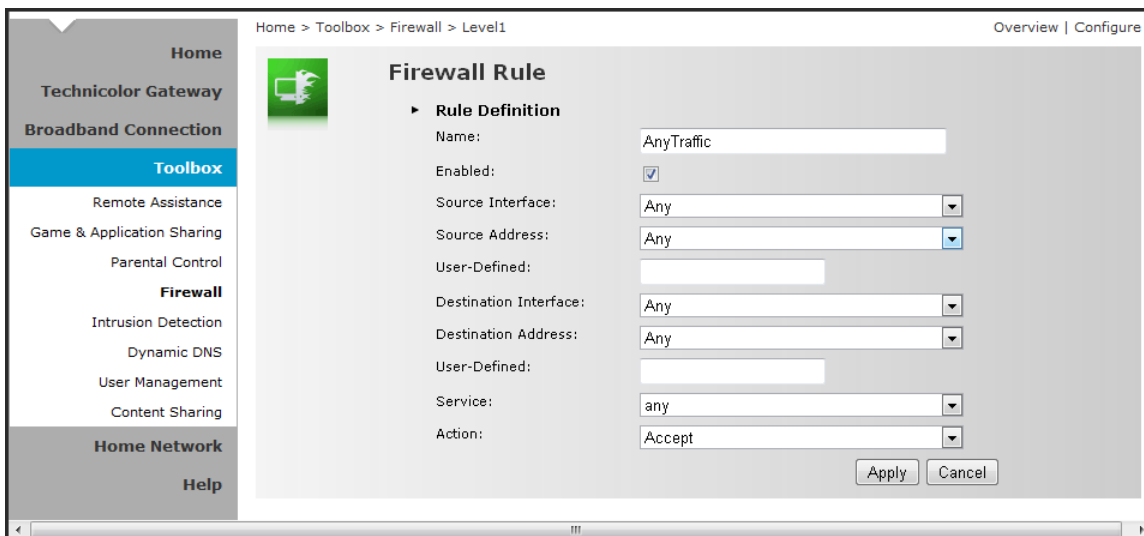 Home > Toolbox > Firewall > Level1
Overview | Configure
Home
Technicolor Gateway
Broadband Connection
Toolbox
Remote Assistance
Game & Application Sharing
Parental Control
Firewall
Intrusion Detection
Dynamic DNS
User Management
Content Sharing
Home Network
Help
Firewall Rule
Rule Definition
Name: AnyTraffic
Enabled:
Source Interface: Any
Source Address: Any
User-Defined:
Destination Interface: Any
Destination Address: Any
User-Defined:
Service: any
Action: Accept
Apply Cancel